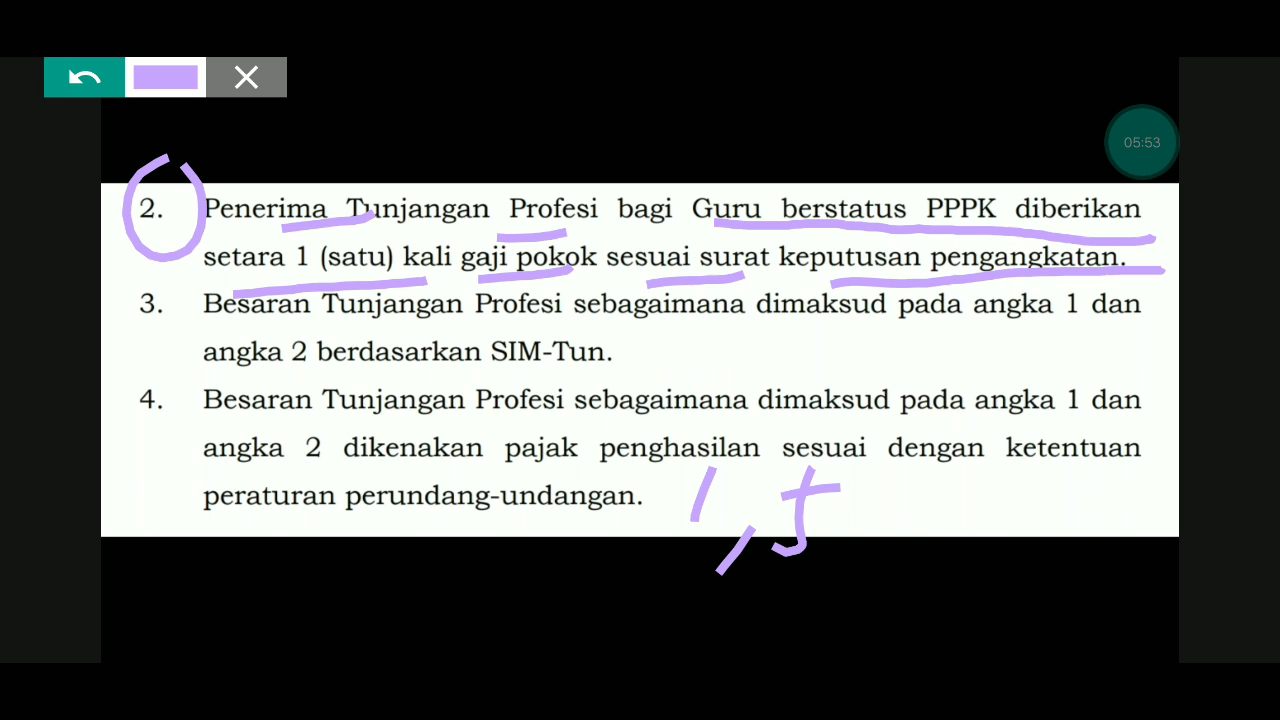 05:53
2. Penerima Tunjangan Profesi bagi Guru berstatus PPPK diberikan
setara 1 (satu) kali gaji pokok sesuai surat keputusan pengangkatan.
3. Besaran Tunjangan Profesi sebagaimana dimaksud pada angka 1 dan
angka 2 berdasarkan SIM-Tun.
4. Besaran Tunjangan Profesi sebagaimana dimaksud pada angka 1 dan
angka 2 dikenakan pajak penghasilan sesuai dengan ketentuan
peraturan perundang-undangan.
1,5